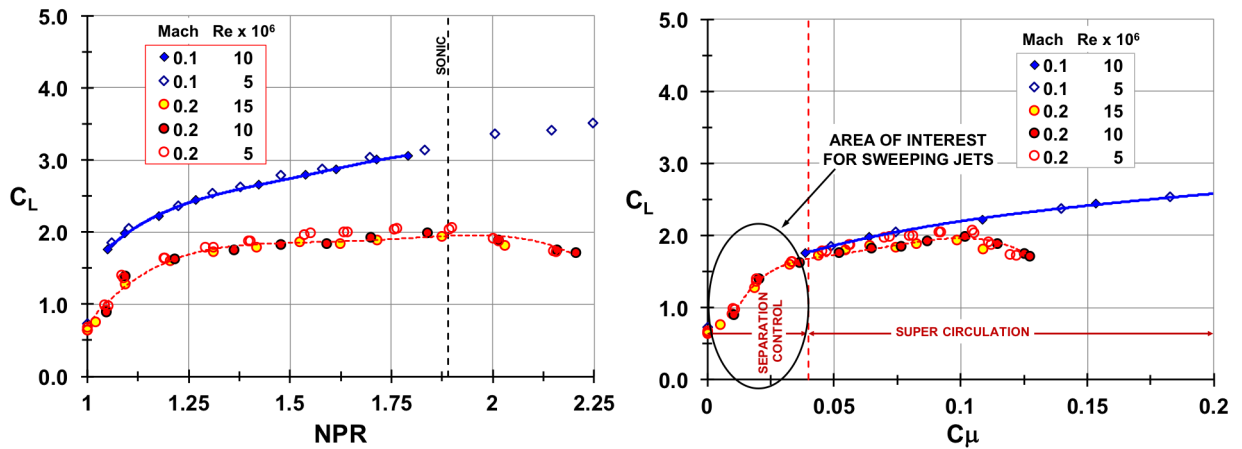 5.0
4.0
3.0
2.0
1.0
0.0
C_L
Mach Re x 10⁶
0.1 10
0.1 5
0.2 15
0.2 10
0.2 5
SONIC
1 1.25 1.5 1.75 2 2.25
NPR
5.0
4.0
3.0
2.0
1.0
0.0
C_L
Mach Re x 10⁶
0.1 10
0.1 5
0.2 15
0.2 10
0.2 5
AREA OF INTEREST
FOR SWEEPING JETS
SEPARATION
CONTROL
SUPER CIRCULATION
0 0.05 0.1 0.15 0.2
Cμ